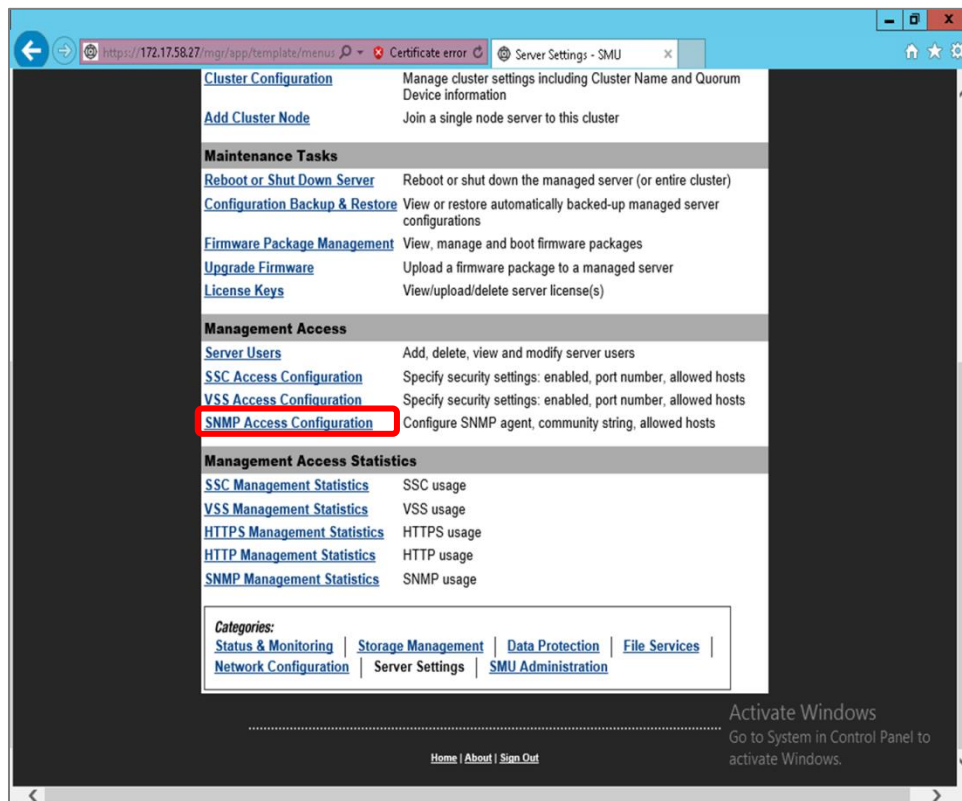 https://172.17.58.27/mgr/app/template/menus Certificate error Server Settings - SMU
Cluster Configuration Manage cluster settings including Cluster Name and Quorum
Device information
Add Cluster Node Join a single node server to this cluster
Maintenance Tasks
Reboot or Shut Down Server Reboot or shut down the managed server (or entire cluster)
Configuration Backup & Restore View or restore automatically backed-up managed server
configurations
Firmware Package Management View, manage and boot firmware packages
Upgrade Firmware Upload a firmware package to a managed server
License Keys View/upload/delete server license(s)
Management Access
Server Users Add, delete, view and modify server users
SSC Access Configuration Specify security settings: enabled, port number, allowed hosts
VSS Access Configuration Specify security settings: enabled, port number, allowed hosts
SNMP Access Configuration Configure SNMP agent, community string, allowed hosts
Management Access Statistics
SSC Management Statistics SSC usage
VSS Management Statistics VSS usage
HTTPS Management Statistics HTTPS usage
HTTP Management Statistics HTTP usage
SNMP Management Statistics SNMP usage
Categories:
Status & Monitoring | Storage Management | Data Protection | File Services |
Network Configuration | Server Settings | SMU Administration
Activate Windows
Go to System in Control Panel to
activate Windows.
Home | About | Sign Out